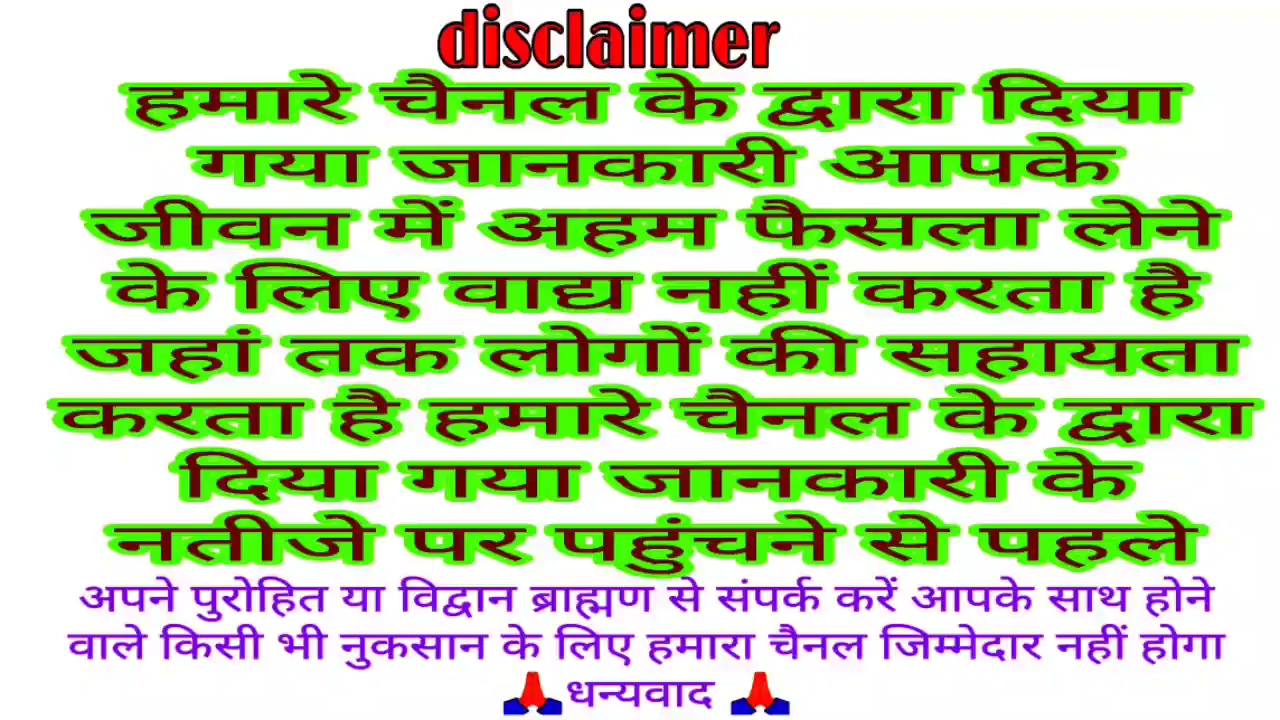 disclaimer
हमारे चैनल के द्वारा दिया
गया जानकारी आपके
जीवन में अहम फैसला लेने
के लिए वाद्य नहीं करता है
जहां तक लोगों की सहायता
करता है हमारे चैनल के द्वारा
दिया गया जानकारी के
नतीजे पर पहुंचने से पहले
अपने पुरोहित या विद्वान ब्राह्मण से संपर्क करें आपके साथ होने
वाले किसी भी नुकसान के लिए हमारा चैनल जिम्मेदार नहीं होगा
🙏धन्यवाद 🙏